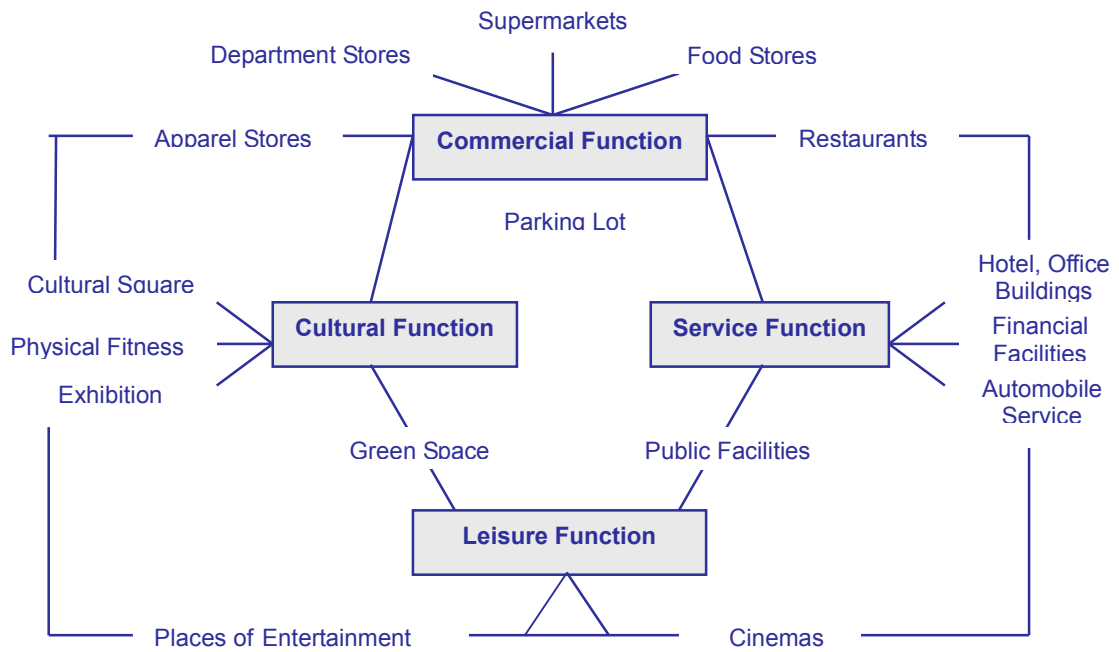 Supermarkets
Department Stores
Food Stores
Apparel Stores
Commercial Function
Restaurants
Parking Lot
Cultural Square
Hotel, Office
Buildings
Cultural Function
Service Function
Physical Fitness
Financial
Facilities
Exhibition
Automobile
Service
Green Space
Public Facilities
Leisure Function
Places of Entertainment
Cinemas